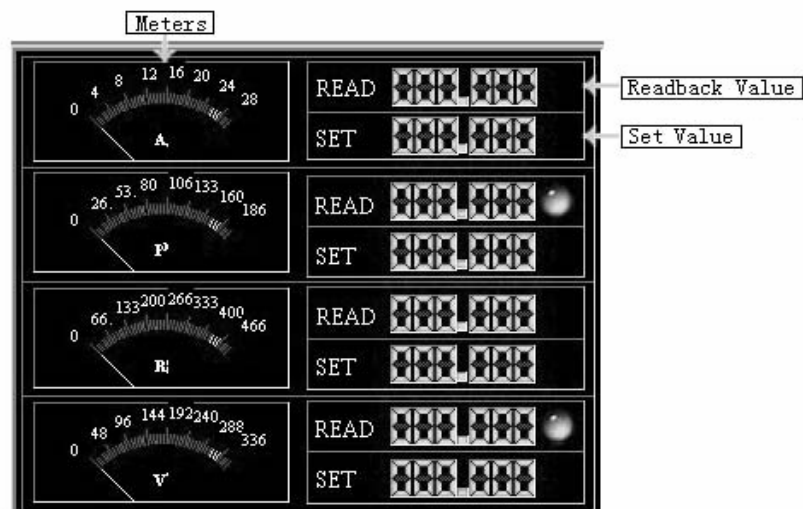 Meters
0 4 8 12 16 20 24 28
A
READ
SET
Readback Value
Set Value
0 26. 53. 80 106 133 160 186
P
READ
SET
0 66. 133 200 266 333 400 466
R
READ
SET
0 48 96 144 192 240 288 336
V
READ
SET